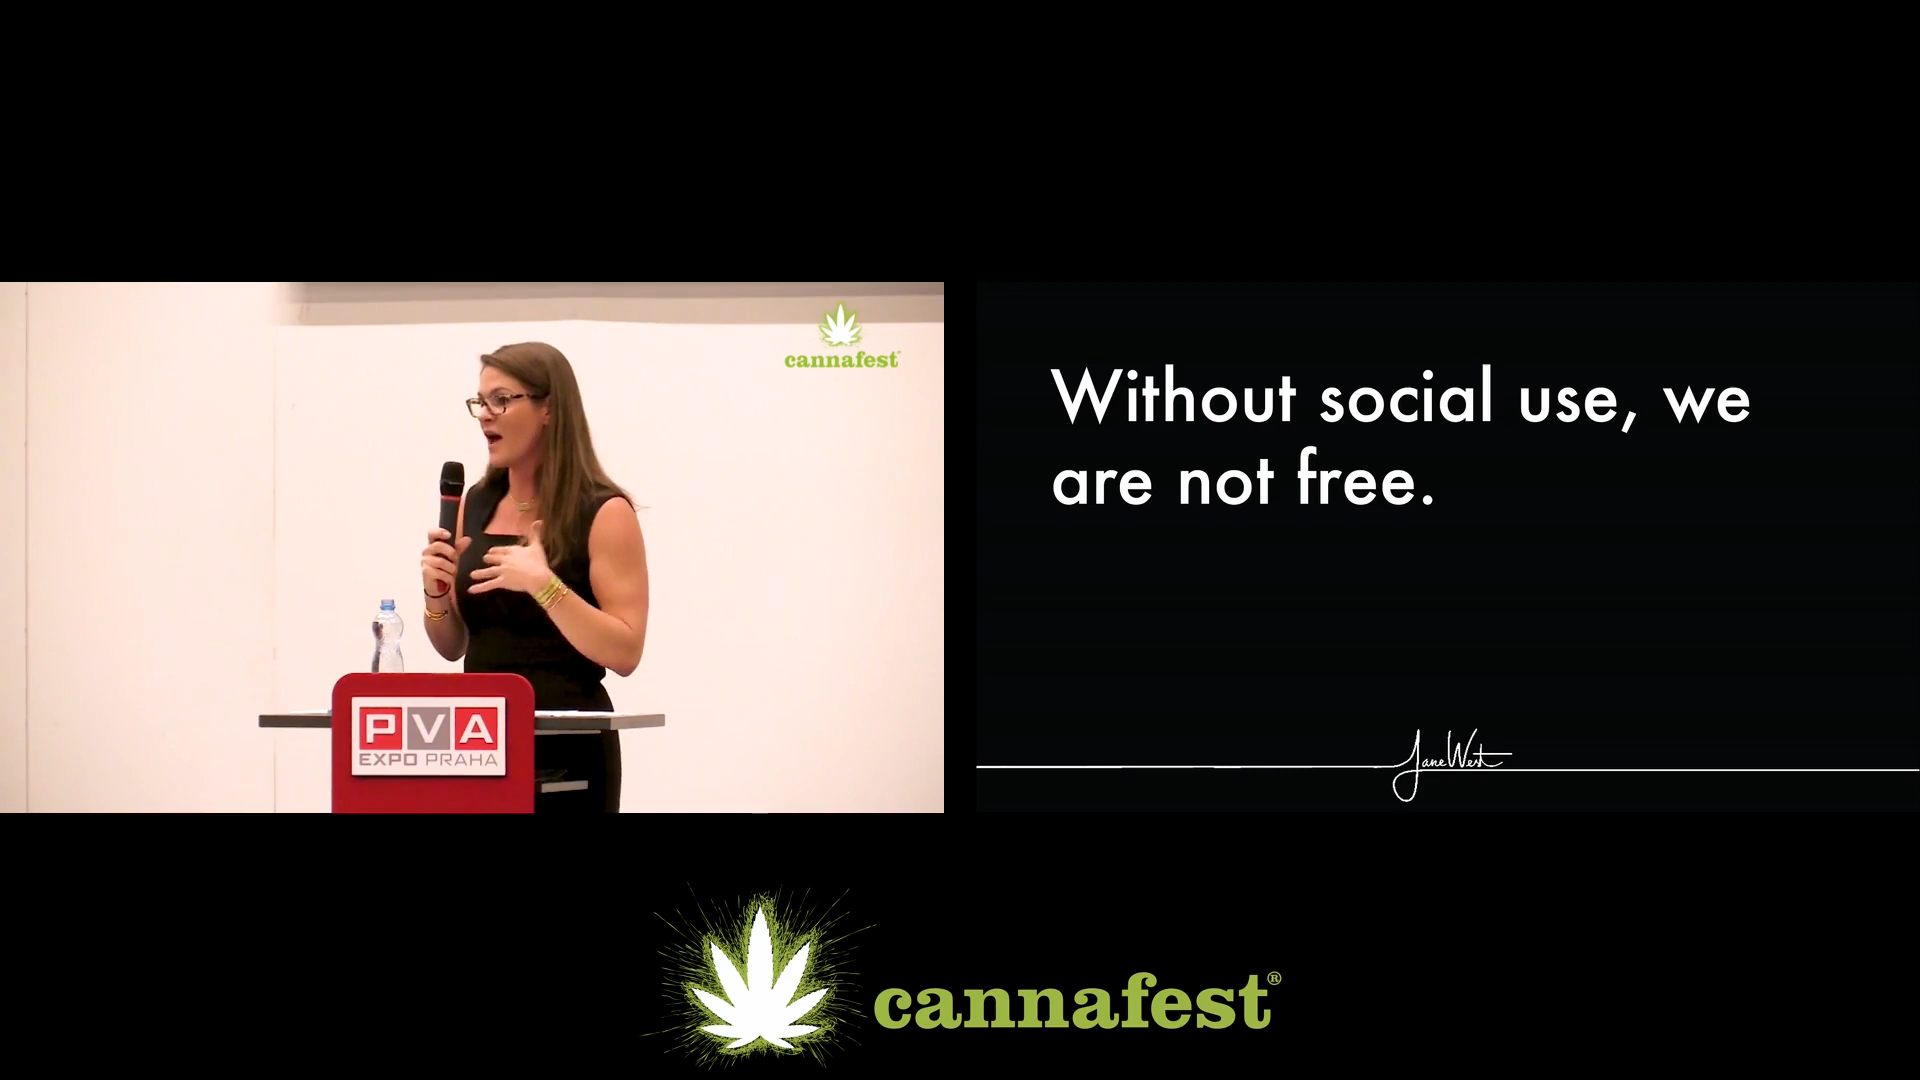 cannafest
Without social use, we
are not free.
PVA
EXPO PRAHA
Jane West
cannafest®